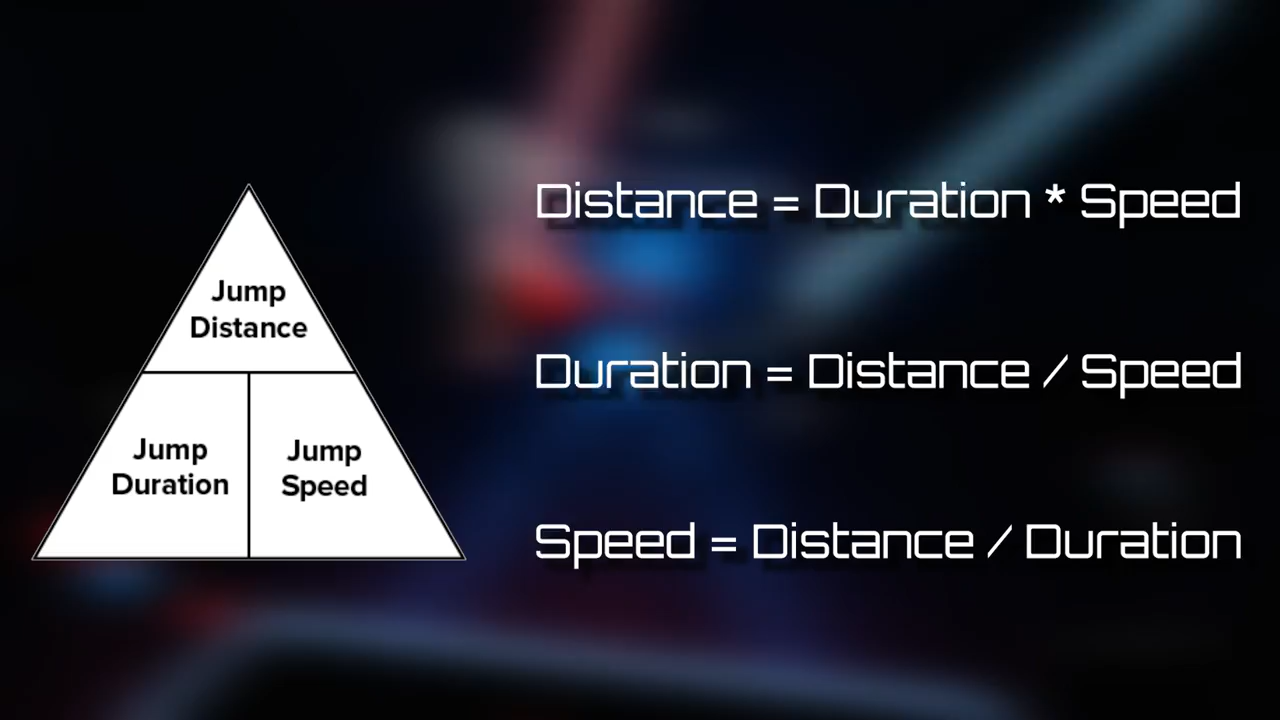 Jump
Distance
Jump
Duration
Jump
Speed
Distance = Duration * Speed
Duration = Distance / Speed
Speed = Distance / Duration